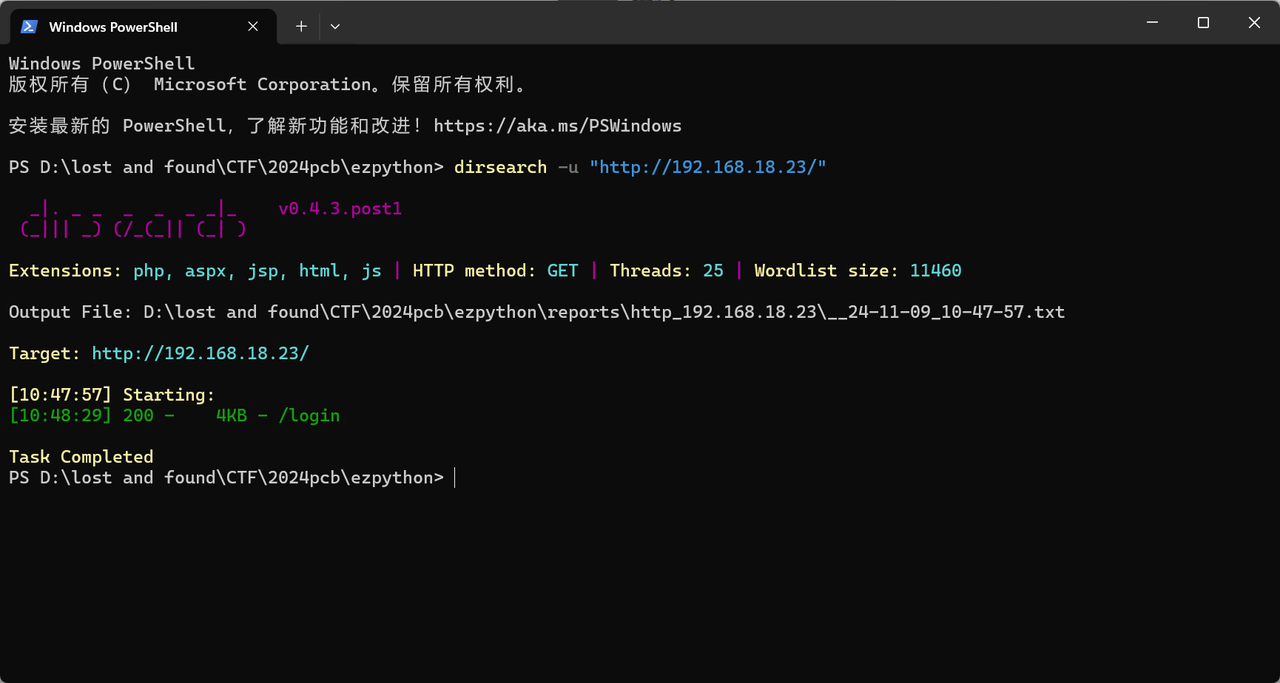 Windows PowerShell
Windows PowerShell
版权所有（C） Microsoft Corporation。保留所有权利。
安装最新的 PowerShell，了解新功能和改进！https://aka.ms/PSWindows
PS D:\lost and found\CTF\2024pcb\ezpython> dirsearch -u "http://192.168.18.23/"
  _|. _ _  _  _  _ _|_    v0.4.3.post1
 (_||| _) (/_(_|| (_| )
Extensions: php, aspx, jsp, html, js | HTTP method: GET | Threads: 25 | Wordlist size: 11460
Output File: D:\lost and found\CTF\2024pcb\ezpython\reports\http_192.168.18.23\__24-11-09_10-47-57.txt
Target: http://192.168.18.23/
[10:47:57] Starting:
[10:48:29] 200 -    4KB - /login
Task Completed
PS D:\lost and found\CTF\2024pcb\ezpython>